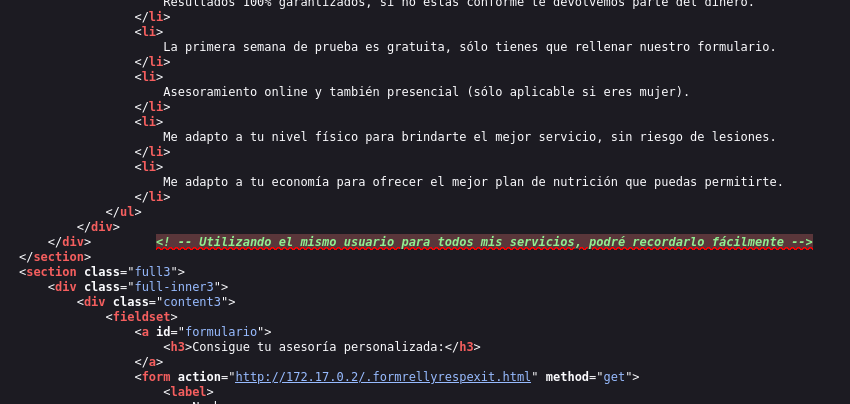 Resultados 100% garantizados, si no estás conforme te devolvemos parte del dinero.
</li>
<li>
La primera semana de prueba es gratuita, sólo tienes que rellenar nuestro formulario.
</li>
<li>
Asesoramiento online y también presencial (sólo aplicable si eres mujer).
</li>
<li>
Me adapto a tu nivel físico para brindarte el mejor servicio, sin riesgo de lesiones.
</li>
<li>
Me adapto a tu economía para ofrecer el mejor plan de nutrición que puedas permitirte.
</li>
</ul>
</div>
</div> <! -- Utilizando el mismo usuario para todos mis servicios, podré recordarlo fácilmente -->
</section>
<section class="full3">
<div class="full-inner3">
<div class="content3">
<fieldset>
<a id="formulario">
<h3>Consigue tu asesoría personalizada:</h3>
</a>
<form action="http://172.17.0.2/.formrellyrespexit.html" method="get">
<label>